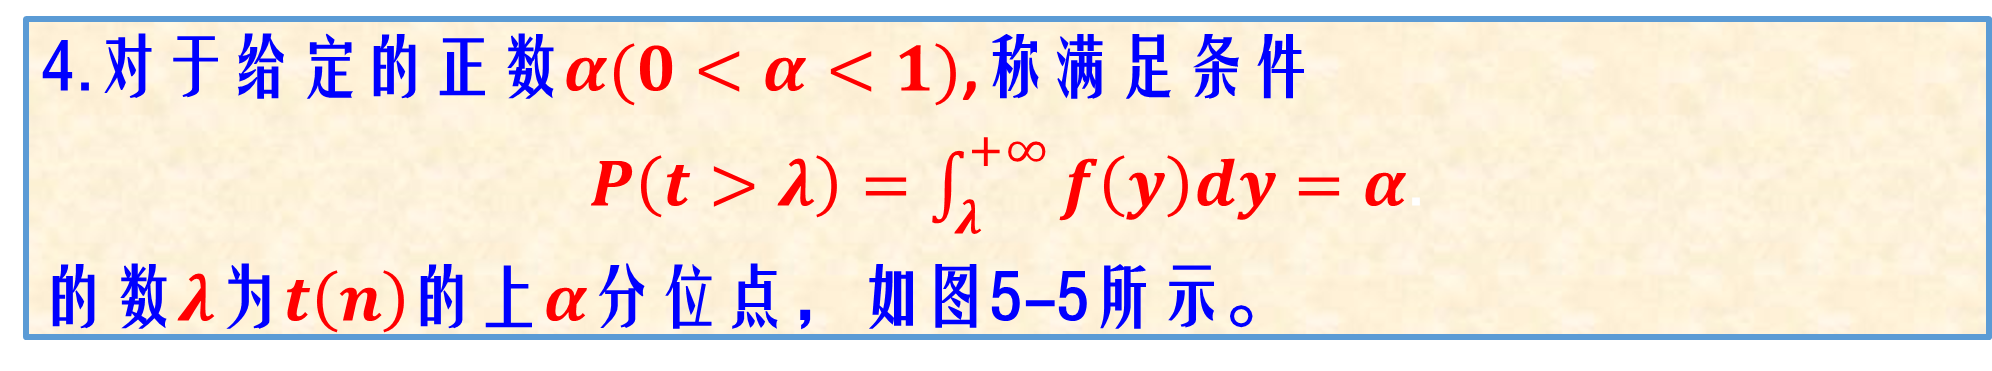 4.对于给定的正数α(0 < α < 1),称满足条件
P(t > λ) = ∫_λ^{+∞} f(y)dy = α.
的数λ为t(n)的上α分位点，如图5-5所示。